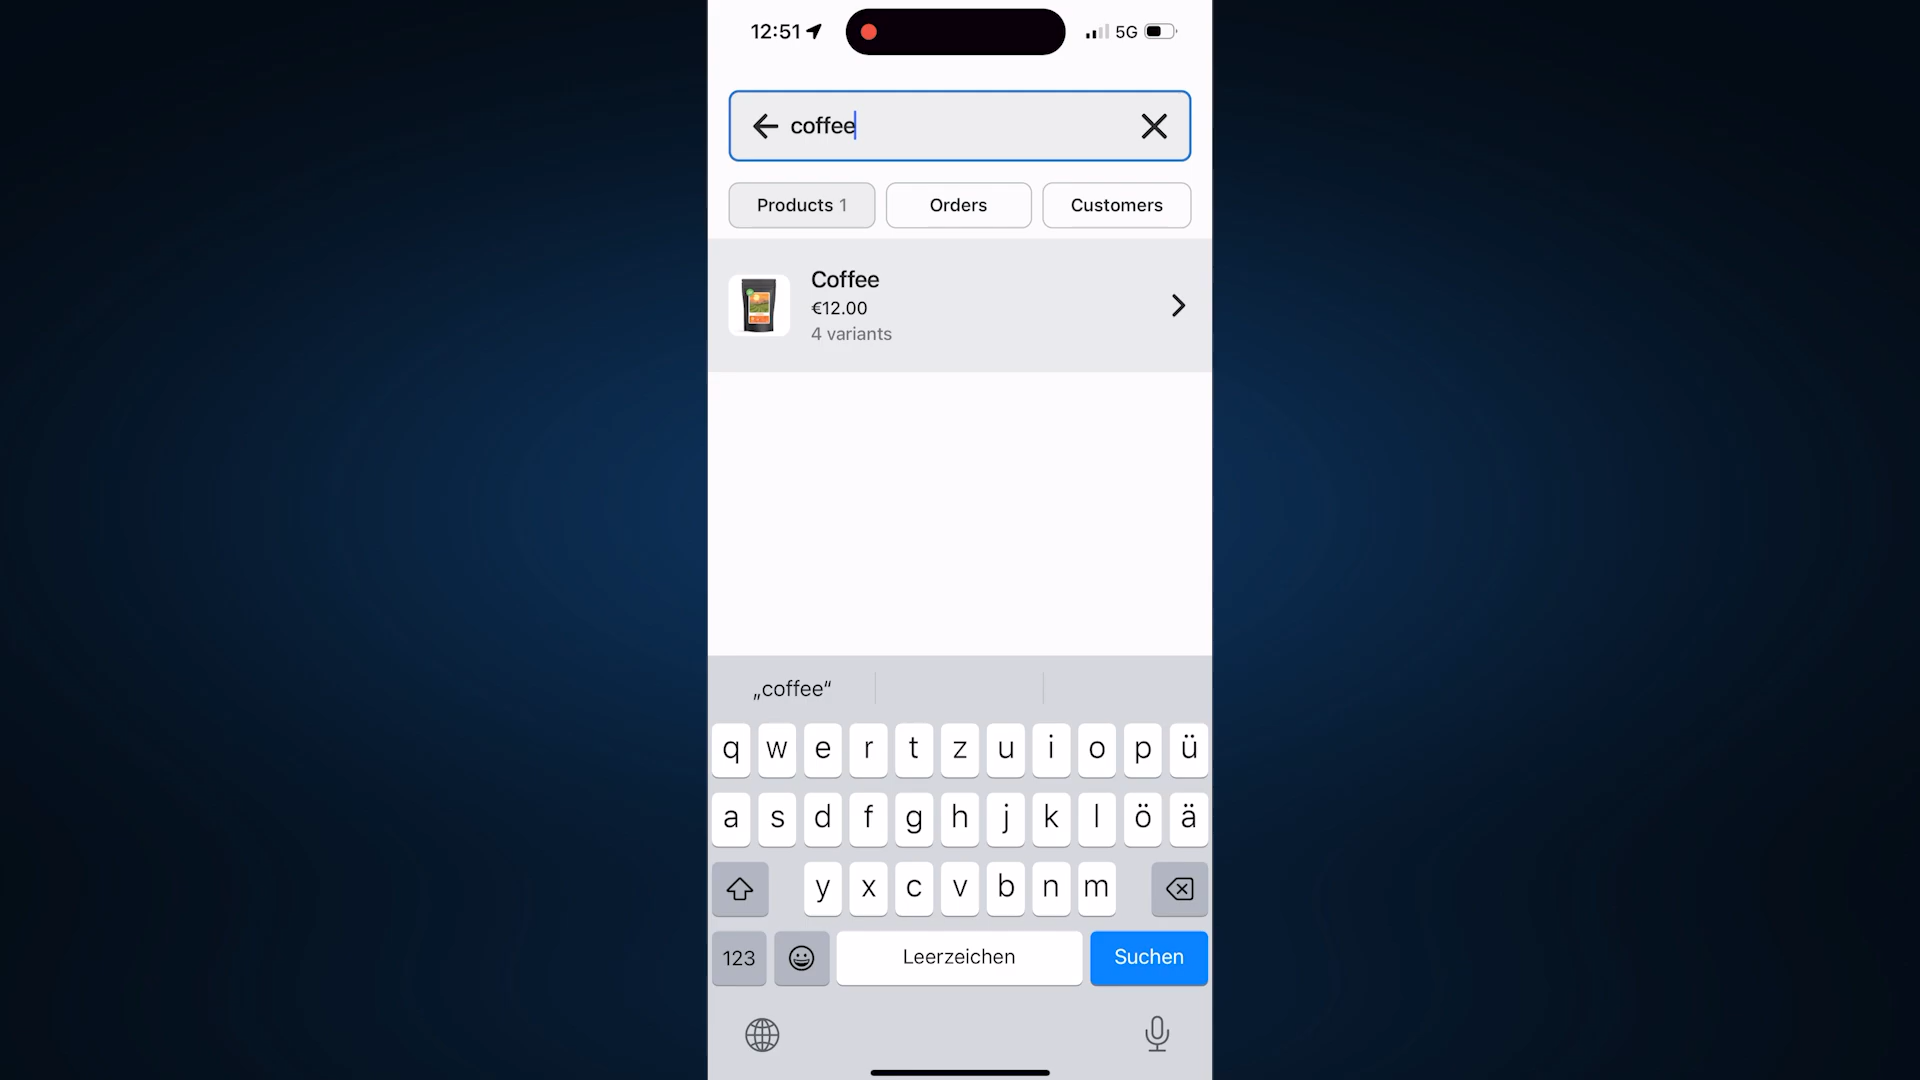 12:51 5G
coffee
Products 1 Orders Customers
Coffee
€12.00
4 variants
„coffee“
q w e r t z u i o p ü
a s d f g h j k l ö ä
y x c v b n m
123 Leerzeichen Suchen